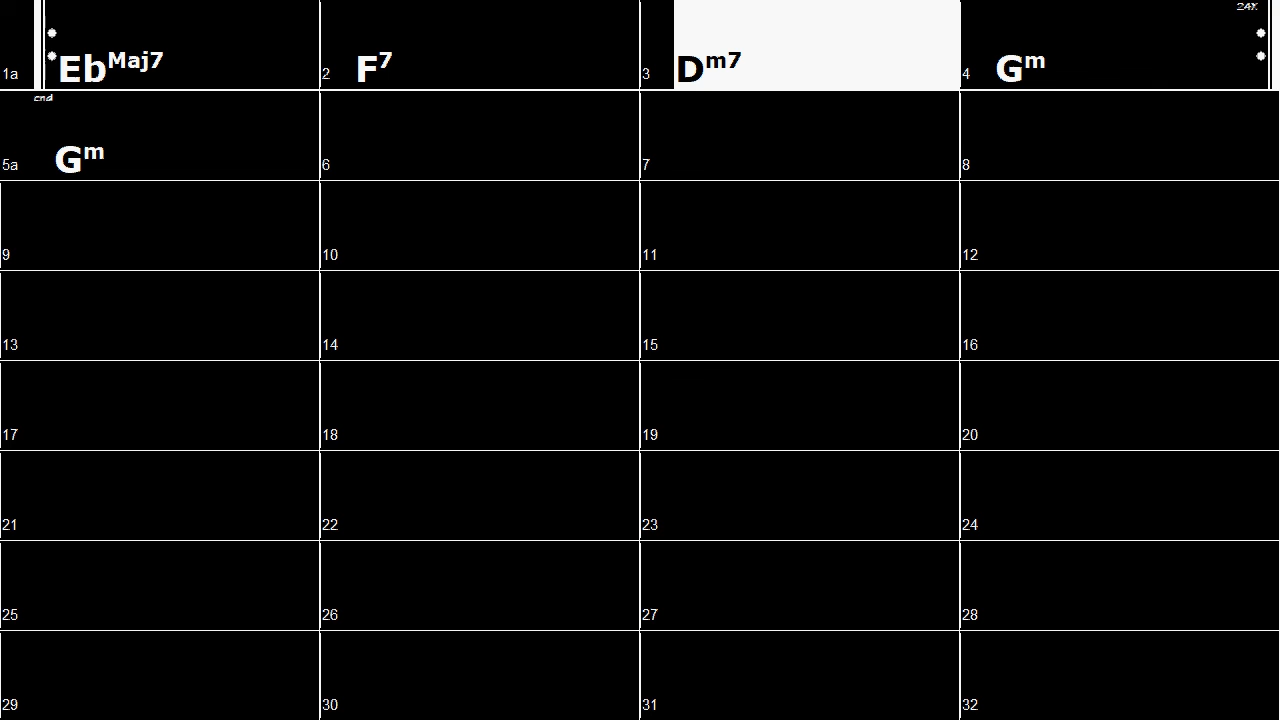 24X
1a EbMaj7 2 F7 3 Dm7 4 Gm
end
5a Gm 6 7 8
9 10 11 12
13 14 15 16
17 18 19 20
21 22 23 24
25 26 27 28
29 30 31 32